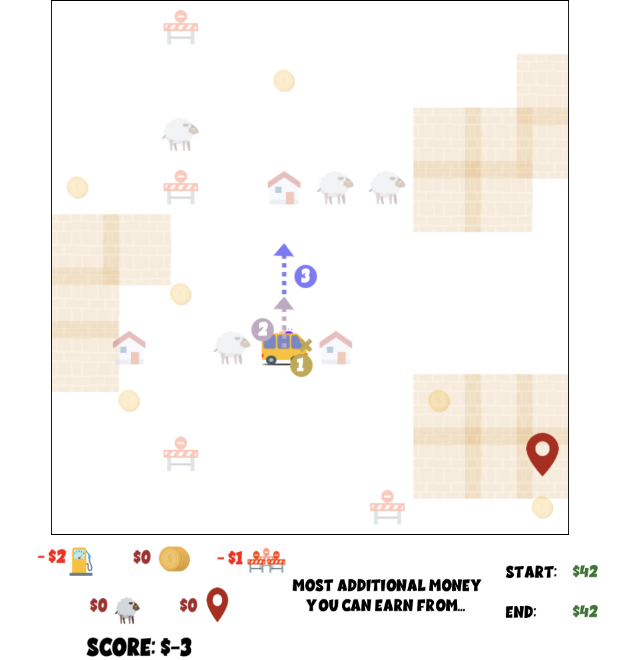 3
2
1
- $2
$0
- $1
$0
$0
SCORE: $-3
MOST ADDITIONAL MONEY
YOU CAN EARN FROM...
START: $42
END: $42